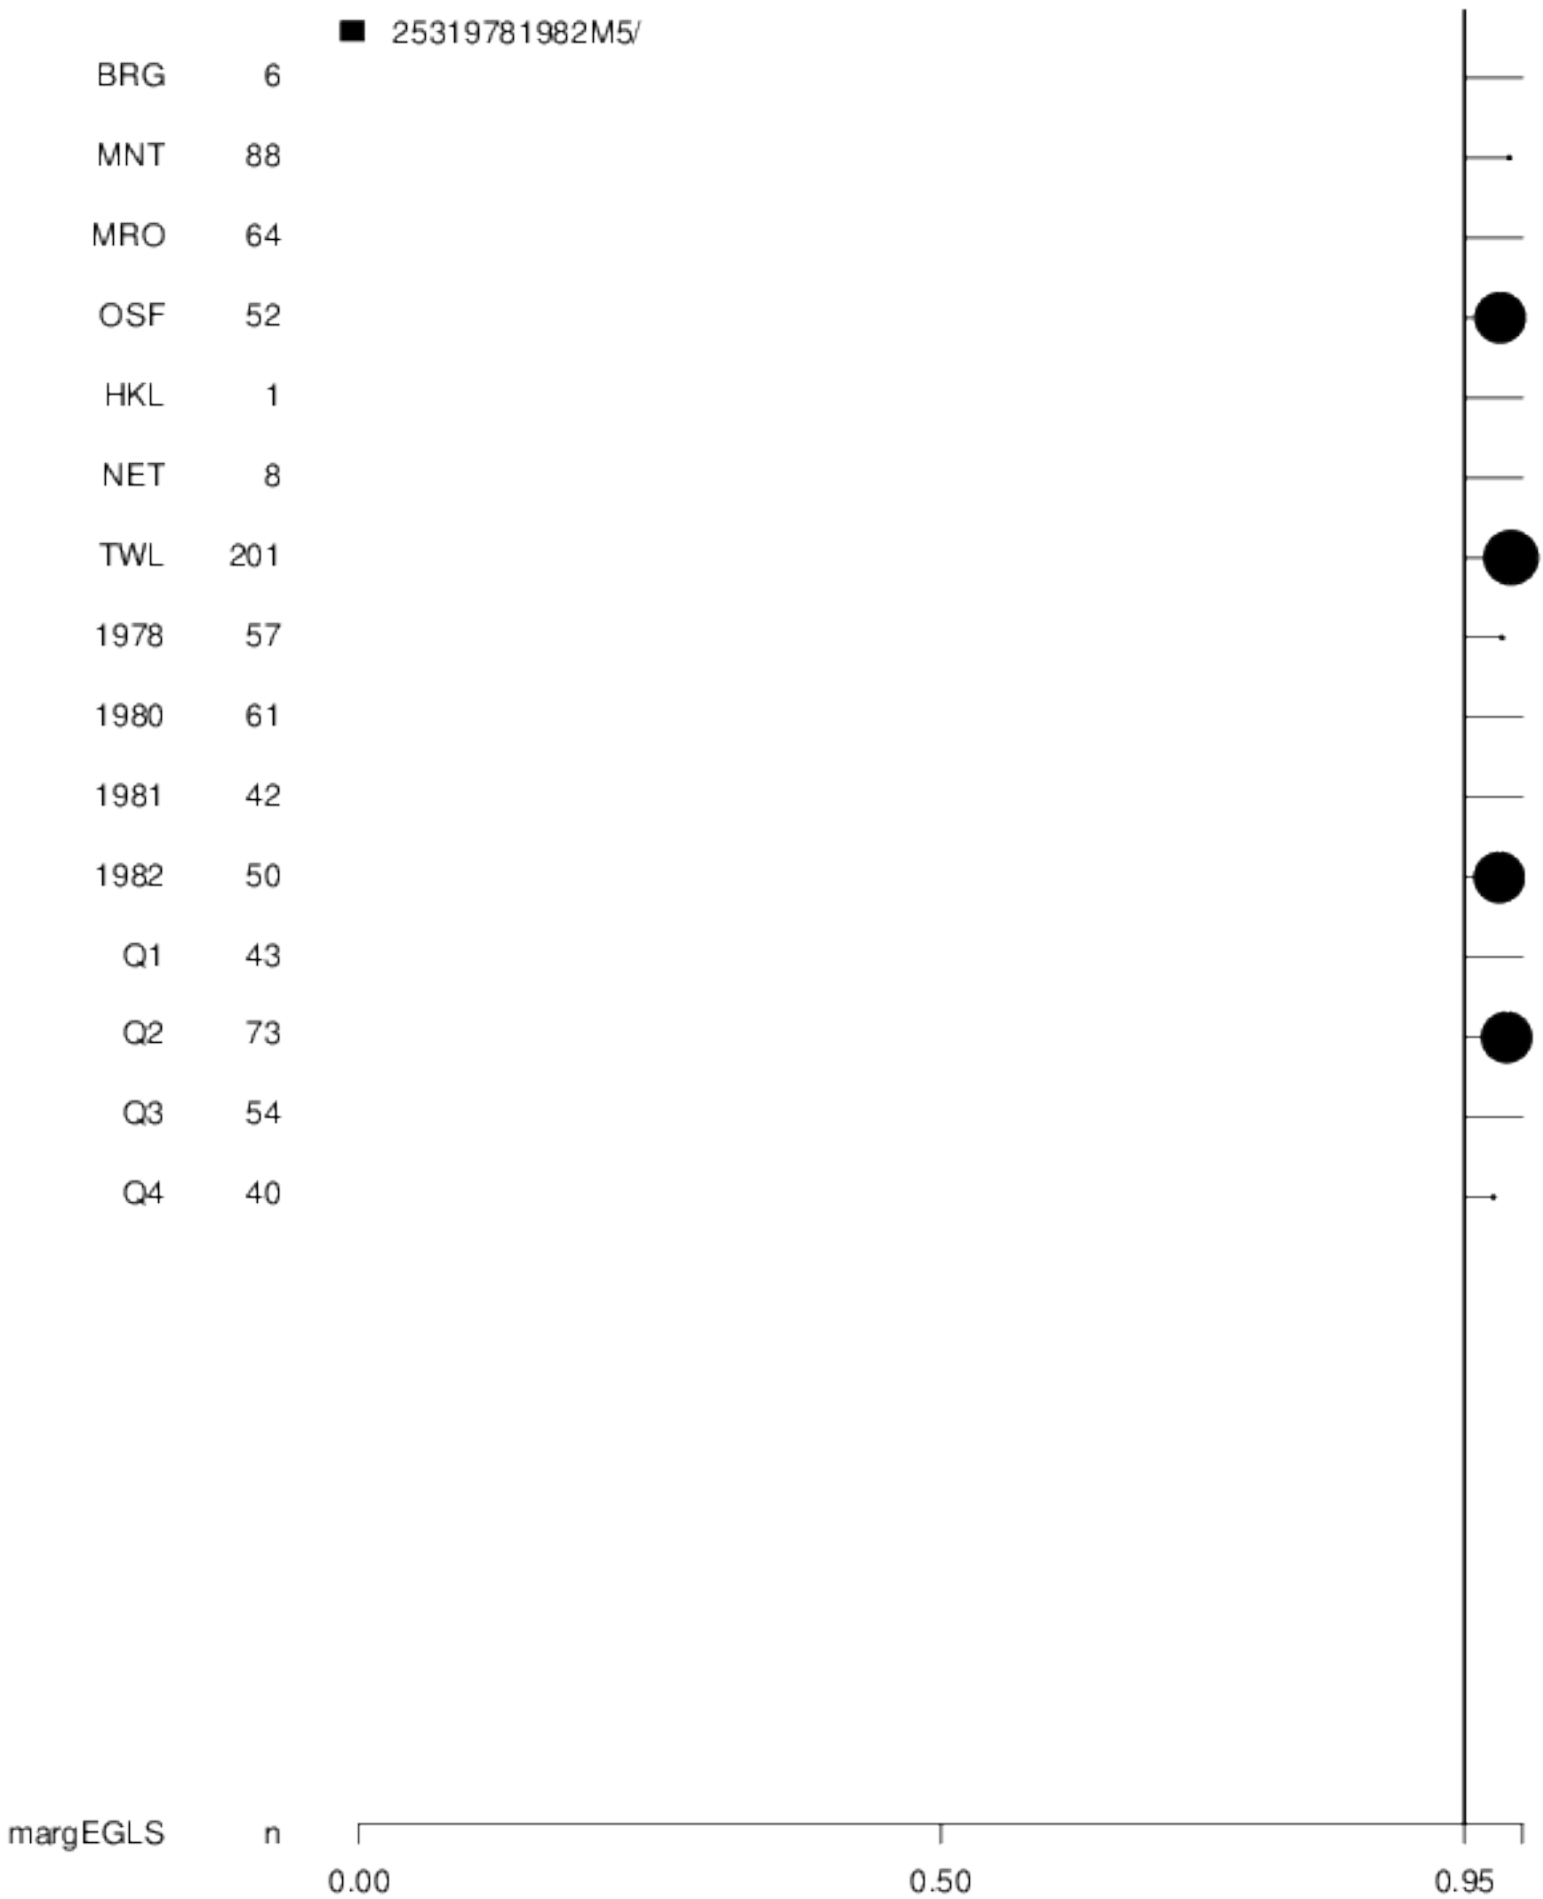 25319781982M5/
BRG 6
MNT 88
MRO 64
OSF 52
HKL 1
NET 8
TWL 201
1978 57
1980 61
1981 42
1982 50
Q1 43
Q2 73
Q3 54
Q4 40
margEGLS n
0.00 0.50 0.95